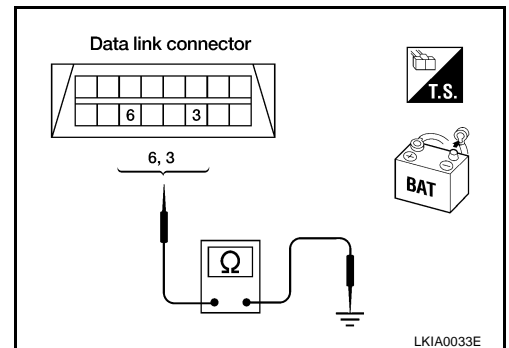 Data link connector
T.S.
6 3
6, 3
BAT
Ω
LKIA0033E